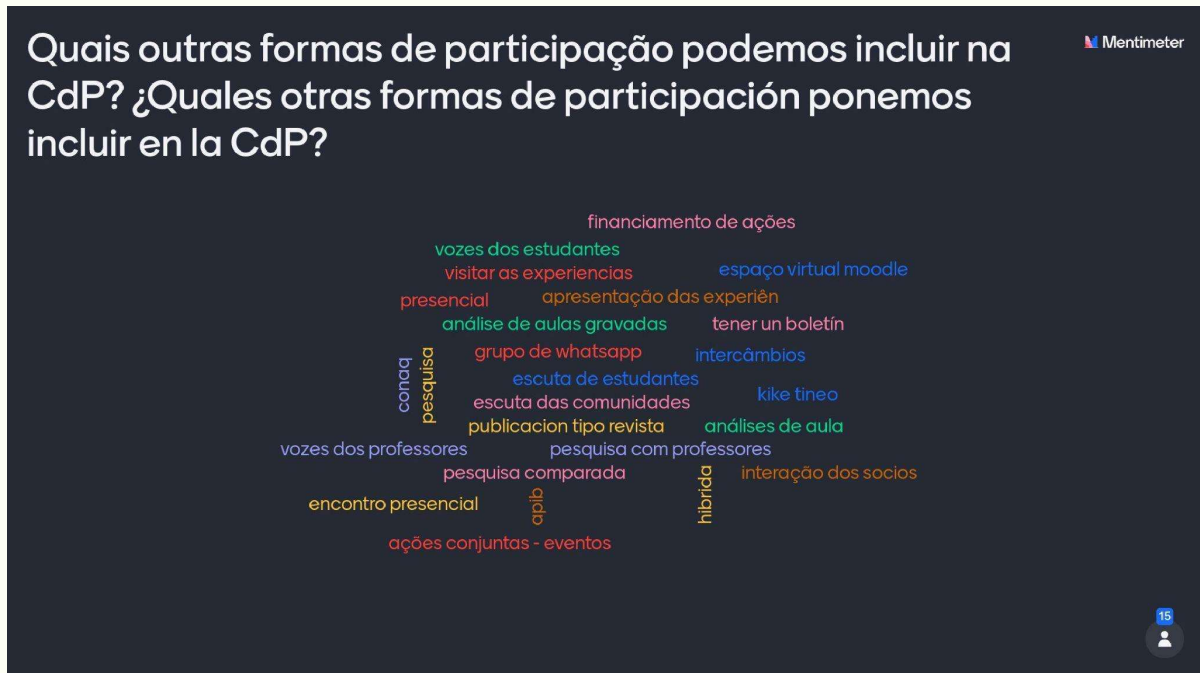 Quais outras formas de participação podemos incluir na
CdP? ¿Quales otras formas de participación ponemos
incluir en la CdP?
Mentimeter
financiamento de ações
vozes dos estudantes
visitar as experiencias
espaço virtual moodle
presencial
apresentação das experiên
análise de aulas gravadas
tener un boletín
conaq
pesquisa
grupo de whatsapp
intercâmbios
escuta de estudantes
kike tineo
escuta das comunidades
publicacion tipo revista
análises de aula
vozes dos professores
pesquisa com professores
pesquisa comparada
interação dos socios
encontro presencial
apib
hibrida
ações conjuntas - eventos
15